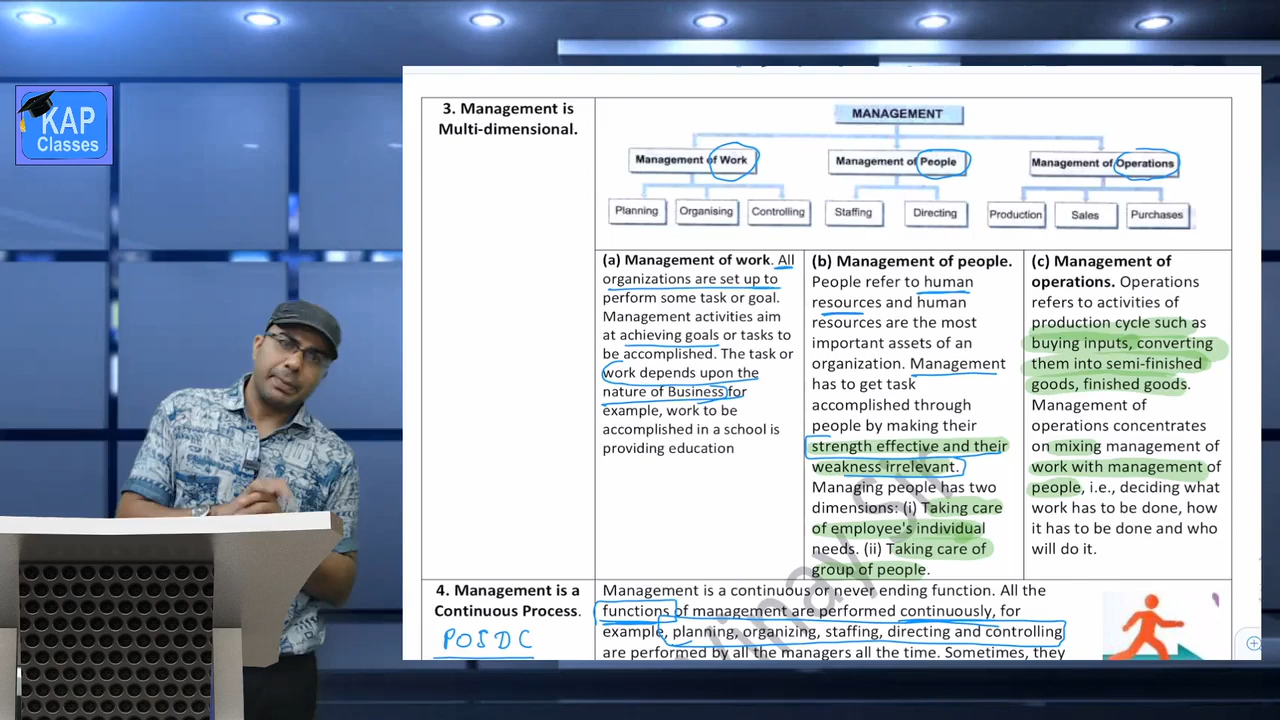 KAP
Classes
3. Management is
Multi-dimensional.
MANAGEMENT
Management of Work
Management of People
Management of Operations
Planning
Organising
Controlling
Staffing
Directing
Production
Sales
Purchases
(a) Management of work. All
organizations are set up to
perform some task or goal.
Management activities aim
at achieving goals or tasks to
be accomplished. The task or
work depends upon the
nature of Business for
example, work to be
accomplished in a school is
providing education
(b) Management of people.
People refer to human
resources and human
resources are the most
important assets of an
organization. Management
has to get task
accomplished through
people by making their
strength effective and their
weakness irrelevant.
Managing people has two
dimensions: (i) Taking care
of employee's individual
needs. (ii) Taking care of
group of people.
(c) Management of
operations. Operations
refers to activities of
production cycle such as
buying inputs, converting
them into semi-finished
goods, finished goods.
Management of
operations concentrates
on mixing management of
work with management of
people, i.e., deciding what
work has to be done, how
it has to be done and who
will do it.
4. Management is a
Continuous Process.
POSDC
Management is a continuous or never ending function. All the
functions of management are performed continuously, for
example, planning, organizing, staffing, directing and controlling
are performed by all the managers all the time. Sometimes, they